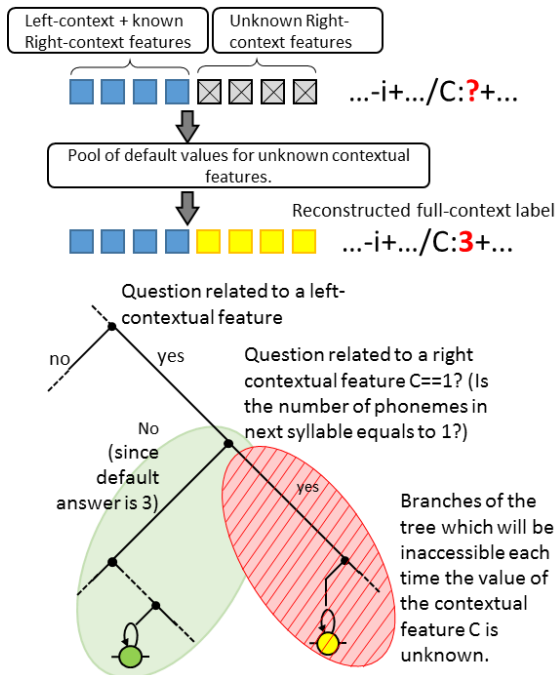 Left-context + known
Right-context features
Unknown Right-
context features
...-i+.../C:?+...
Pool of default values for unknown contextual
features.
Reconstructed full-context label
...-i+.../C:3+...
Question related to a left-
contextual feature
no
yes
Question related to a right
contextual feature C==1? (Is
the number of phonemes in
next syllable equals to 1?)
No
(since
default
answer is 3)
yes
Branches of the
tree which will be
inaccessible each
time the value of
the contextual
feature C is
unknown.